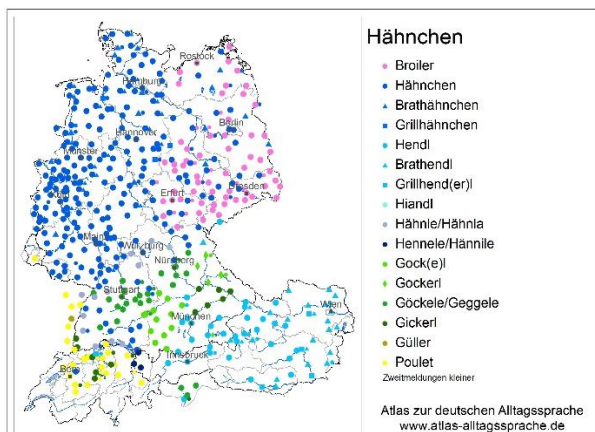 Hähnchen
Broiler
Hähnchen
Brathähnchen
Grillhähnchen
Hendl
Brathendl
Grillhend(er)l
Hiandl
Hähnle/Hähnla
Hennele/Hännile
Gock(e)l
Gockerl
Göckele/Geggele
Gickerl
Güller
Poulet
Zweitmeldungen kleiner
Atlas zur deutschen Alltagssprache
www.atlas-alltagssprache.de
Rostock
Hamburg
Berlin
Hannover
Münster
Köln
Erfurt
Dresden
Mainz
Würzburg
Nürnberg
Stuttgart
München
Wien
Innsbruck
Bern